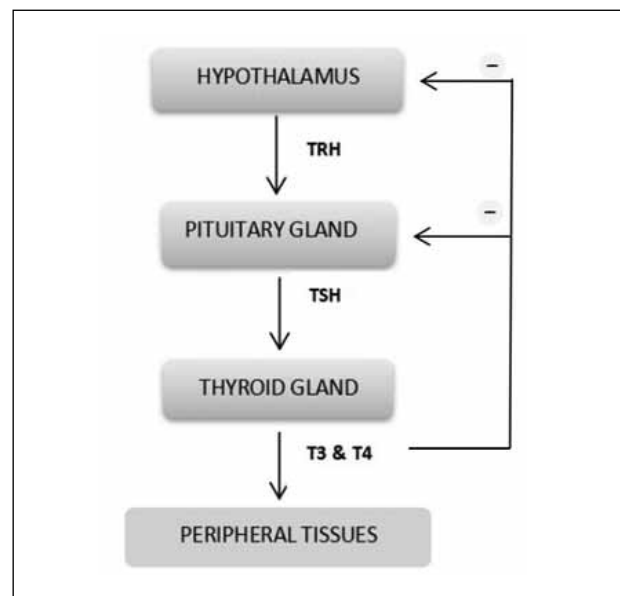 HYPOTHALAMUS
−
TRH
PITUITARY GLAND
−
TSH
THYROID GLAND
T3 & T4
PERIPHERAL TISSUES